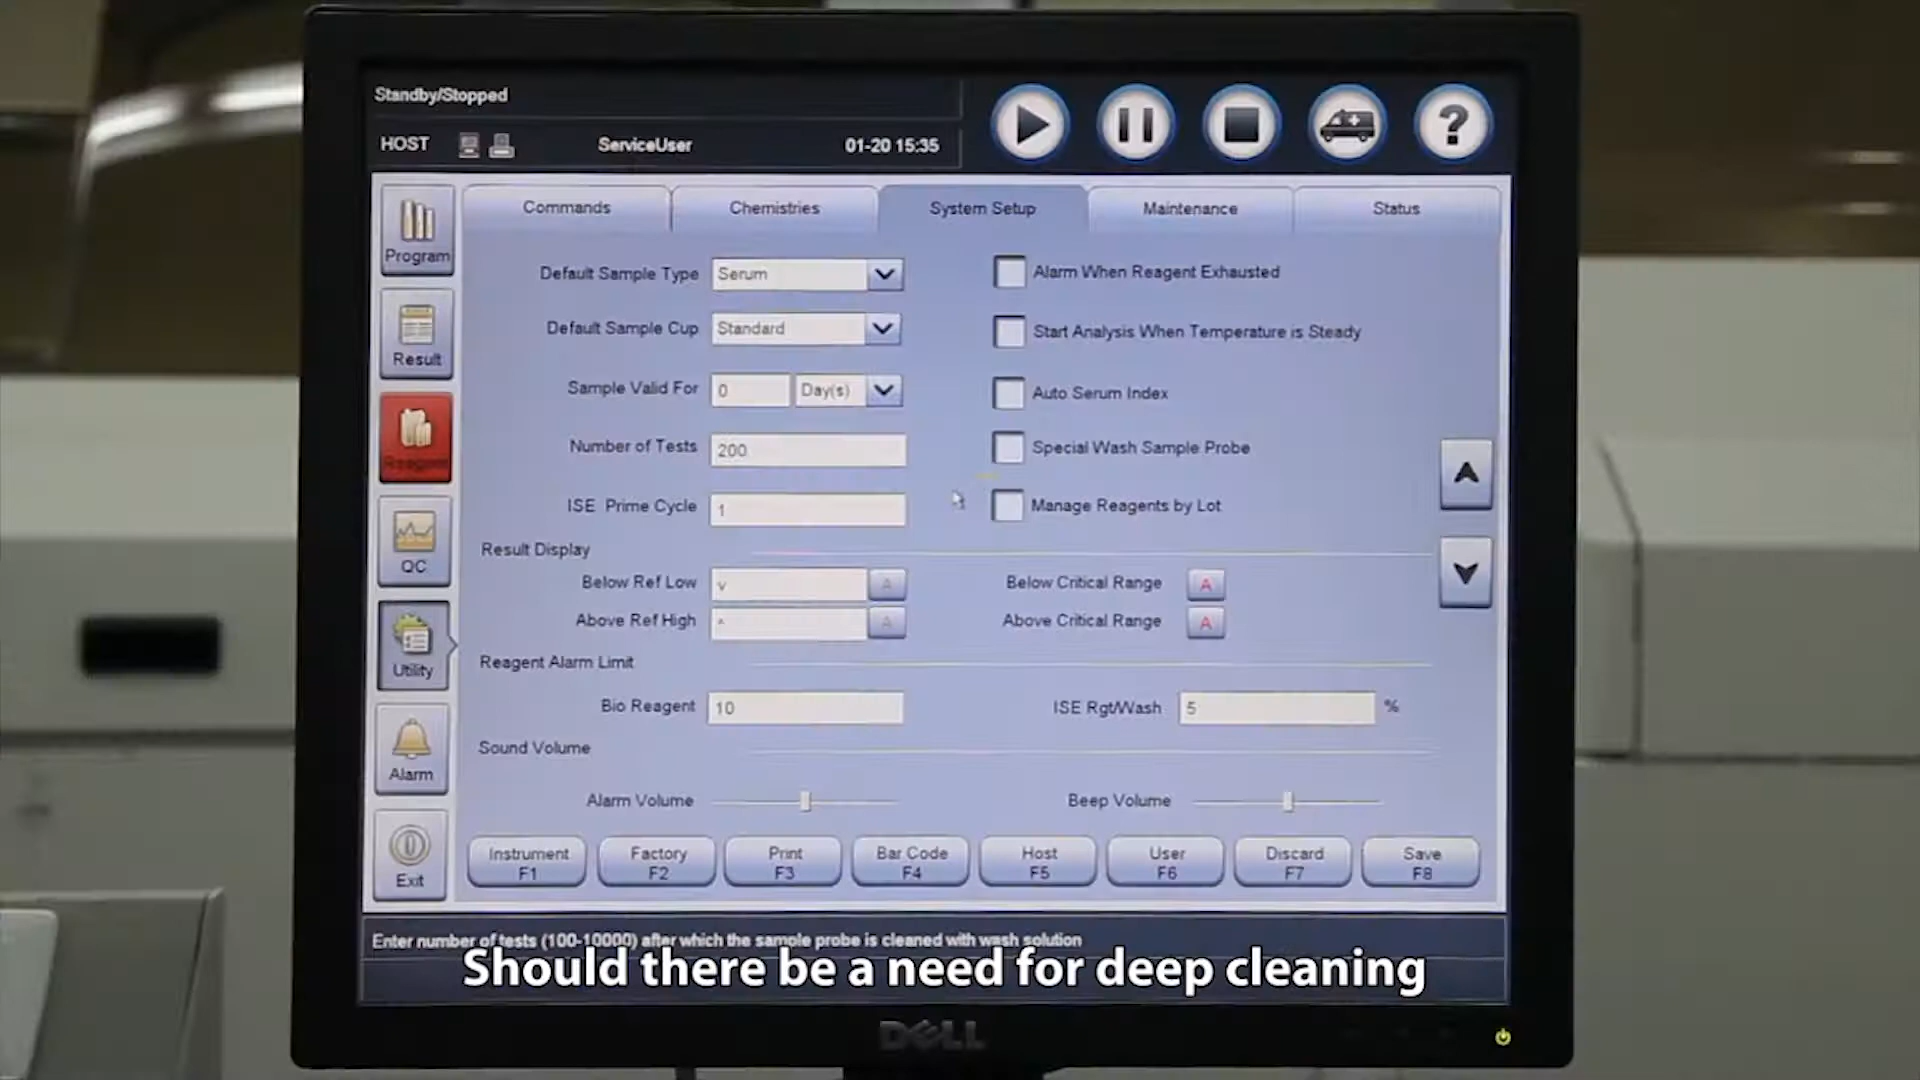 Standby/Stopped
HOST ServiceUser 01-20 15:35
Program
Result
Reagent
QC
Utility
Alarm
Exit
Commands Chemistries System Setup Maintenance Status
Default Sample Type Serum
Default Sample Cup Standard
Sample Valid For 0 Day(s)
Number of Tests 200
ISE Prime Cycle 1
Alarm When Reagent Exhausted
Start Analysis When Temperature is Steady
Auto Serum Index
Special Wash Sample Probe
Manage Reagents by Lot
Result Display
Below Ref Low v A Below Critical Range A
Above Ref High ^ A Above Critical Range A
Reagent Alarm Limit
Bio Reagent 10 ISE Rgt/Wash 5 %
Sound Volume
Alarm Volume Beep Volume
Instrument F1
Factory F2
Print F3
Bar Code F4
Host F5
User F6
Discard F7
Save F8
Enter number of tests (100-10000) after which the sample probe is cleaned with wash solution
Should there be a need for deep cleaning
DELL